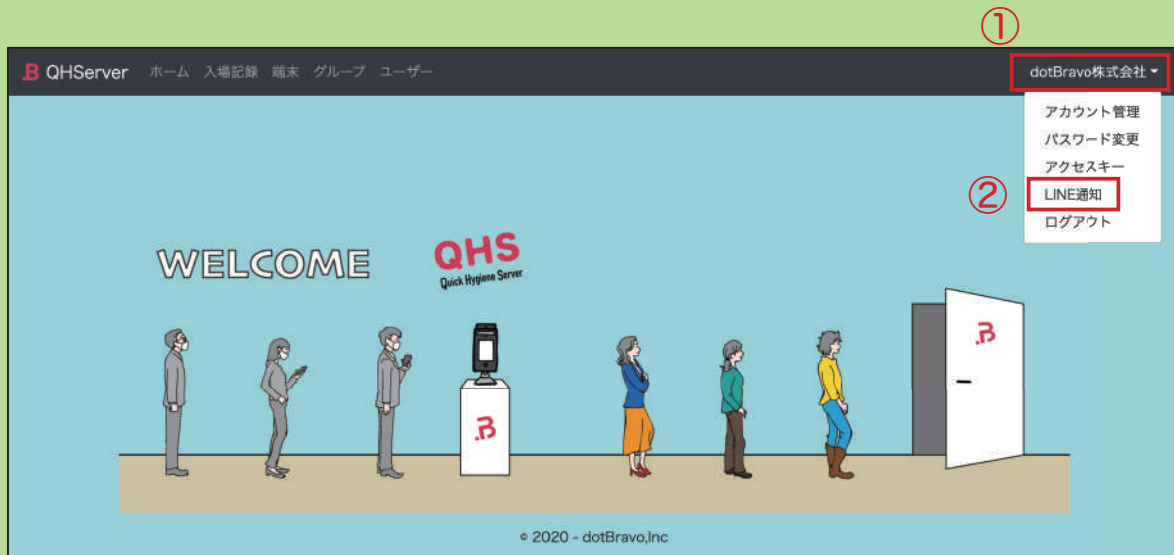 ①
.B QHServer ホーム 入場記録 端末 グループ ユーザー dotBravo株式会社
アカウント管理
パスワード変更
アクセスキー
② LINE通知
ログアウト
WELCOME
QHS
Quick Hygiene Server
.B
.B
© 2020 - dotBravo,Inc